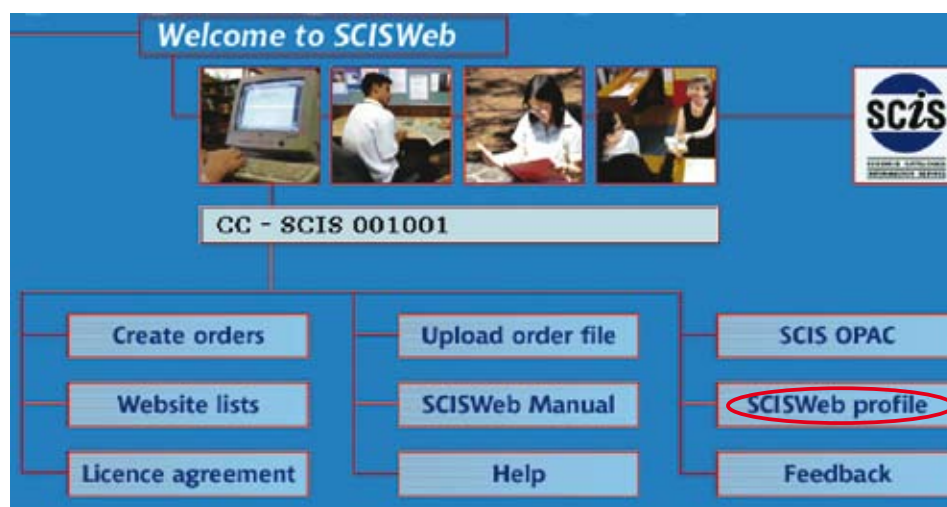 Welcome to SCISWeb
SCIS
CC - SCIS 001001
Create orders
Upload order file
SCIS OPAC
Website lists
SCISWeb Manual
SCISWeb profile
Licence agreement
Help
Feedback